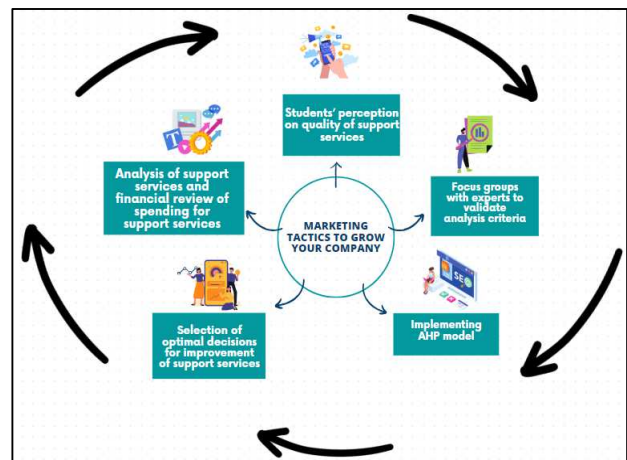 Students' perception
on quality of support
services
Analysis of support
services and
financial review of
spending for
support services
Focus groups
with experts to
validate
analysis criteria
MARKETING
TACTICS TO GROW
YOUR COMPANY
SEO
Selection of
optimal decisions
for improvement
of support services
Implementing
AHP model